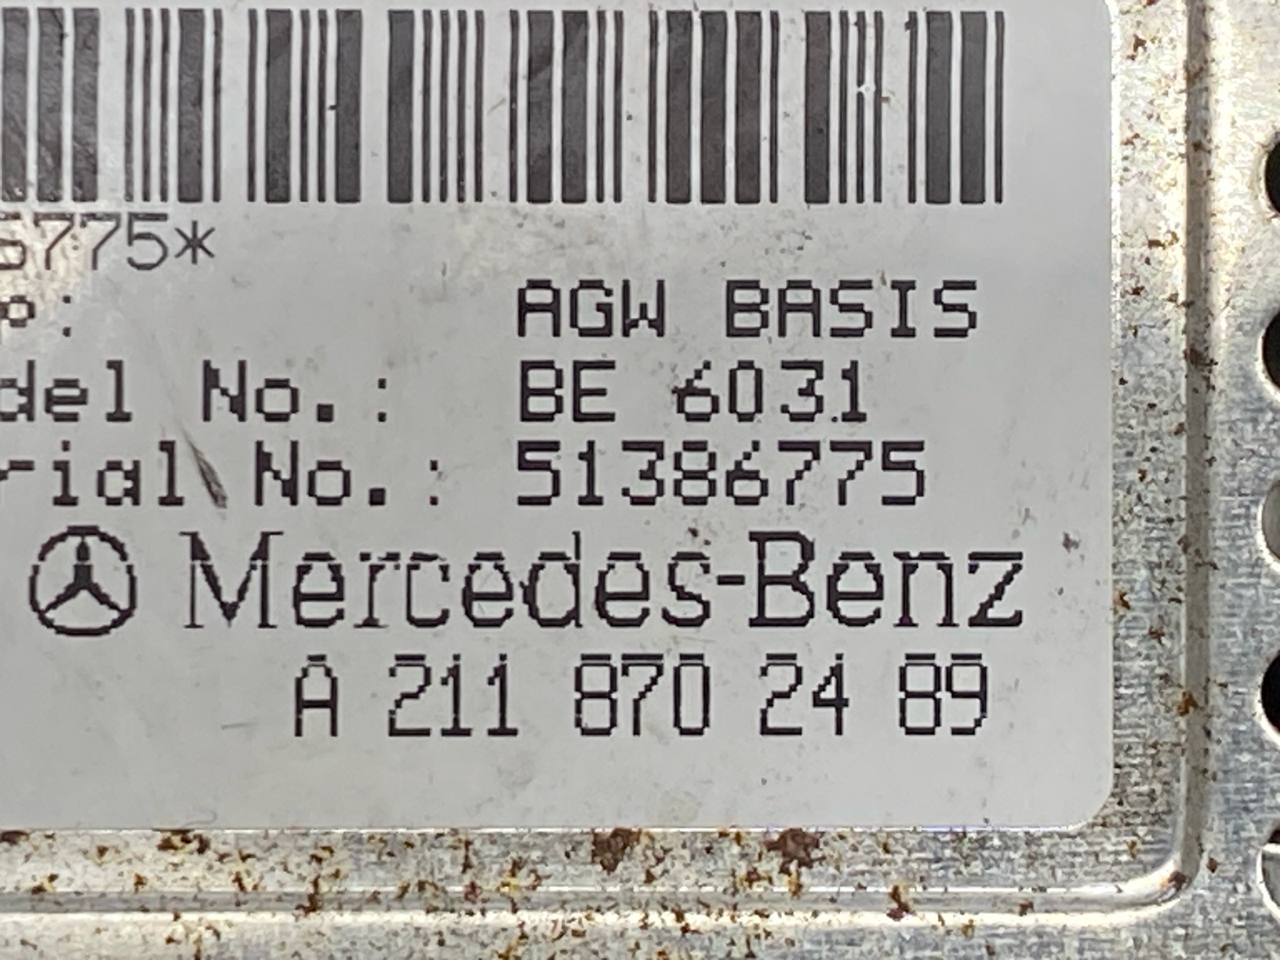 6775*
P: AGW BASIS
del No.: BE 6031
rial No.: 51386775
Mercedes-Benz
A 211 870 24 89